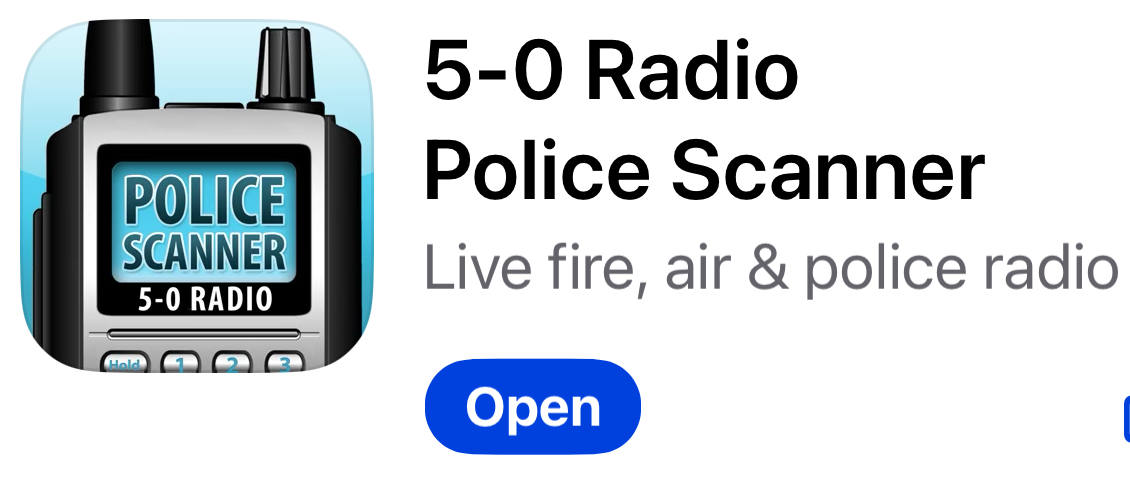 POLICE
SCANNER
5-0 RADIO
Hold 1 2 3
5-0 Radio
Police Scanner
Live fire, air & police radio
Open